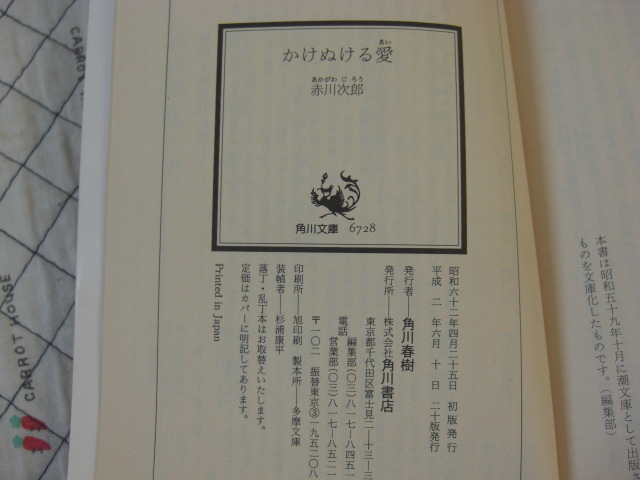 かけぬける愛
あい
赤川次郎
あかがわじろう
角川文庫 6728
昭和六十二年四月二十五日 初版発行
平成 二 年六月 十 日 二十版発行
発行者――角川春樹
発行所――株式会社角川書店
東京都千代田区富士見二―十三―三
電話 編集部(〇三)八一七―八四五一
営業部(〇三)八一七―八五二一
〒一〇二 振替東京③一九五二〇八
印刷所――旭印刷 製本所――多摩文庫
装幀者――杉浦康平
落丁・乱丁本はお取替えいたします。
定価はカバーに明記してあります。
Printed in Japan
本書は昭和五十九年十月に潮文庫として出版さ
ものを文庫化したものです。(編集部)
CARROT HOUSE
CARROT HOUSE